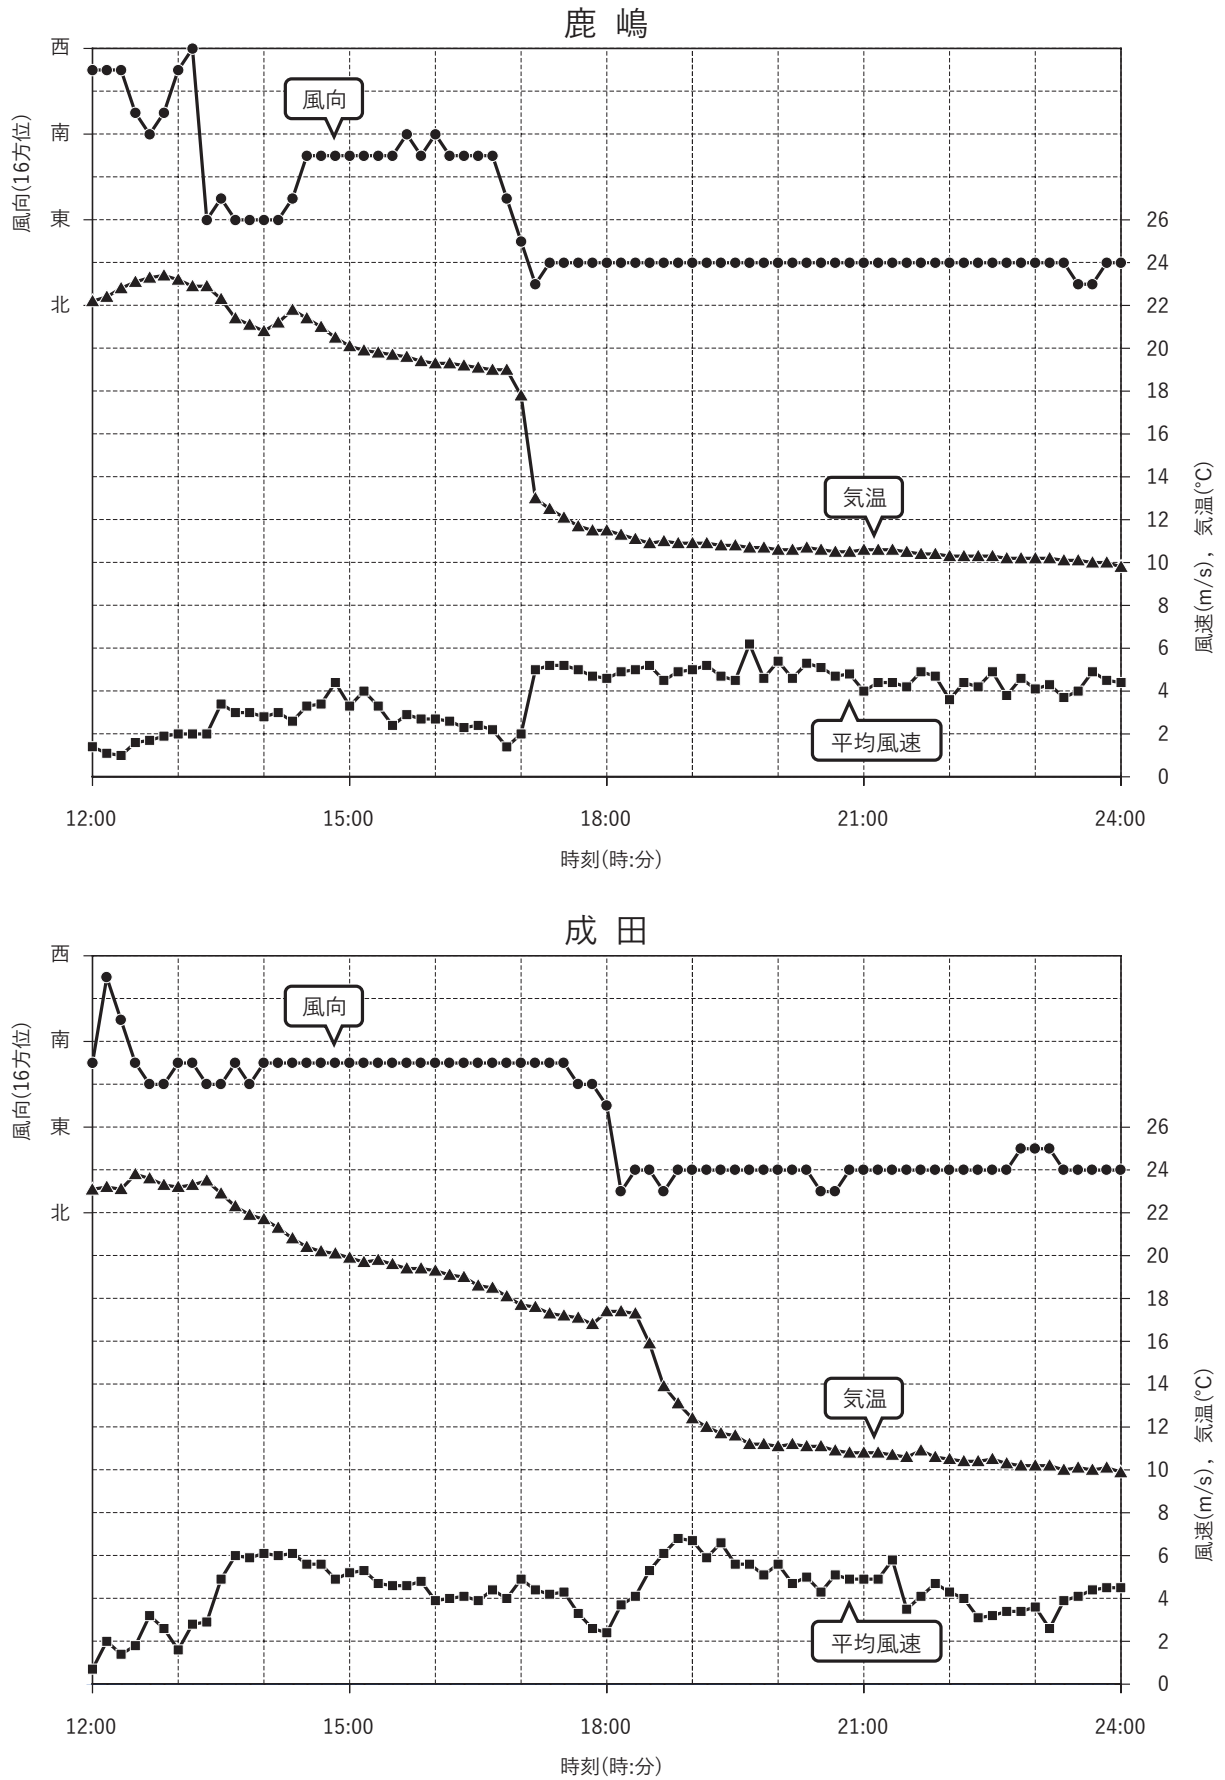 鹿 嶋
西
南
東
北
風向(16方位)
風向
気温
平均風速
26
24
22
20
18
16
14
12
10
8
6
4
2
0
風速(m/s)，気温(℃)
12:00 15:00 18:00 21:00 24:00
時刻(時:分)
成 田
西
南
東
北
風向(16方位)
風向
気温
平均風速
26
24
22
20
18
16
14
12
10
8
6
4
2
0
風速(m/s)，気温(℃)
12:00 15:00 18:00 21:00 24:00
時刻(時:分)